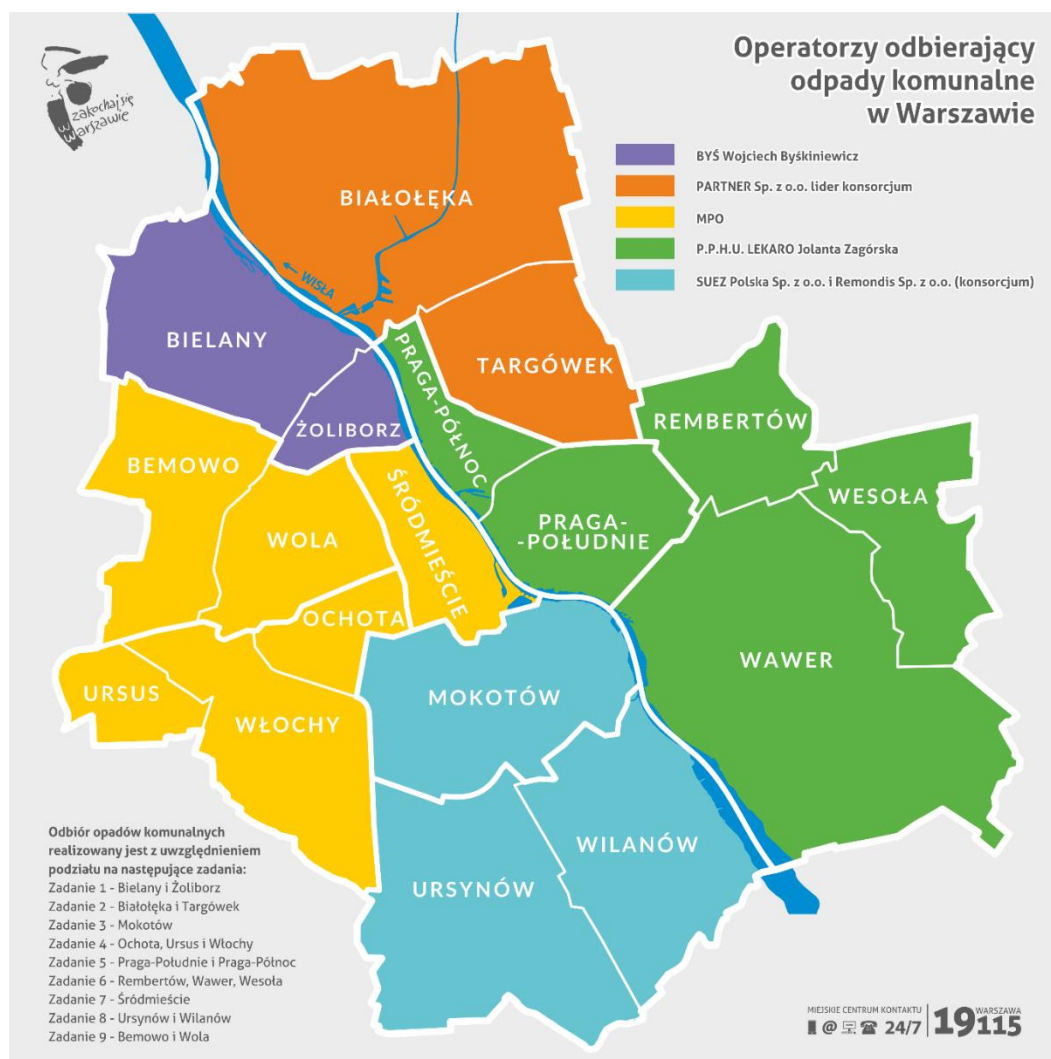 zakochaj się
w warszawie
Operatorzy odbierający
odpady komunalne
w Warszawie
BYŚ Wojciech Byśkiniewicz
PARTNER Sp. z o.o. lider konsorcjum
MPO
P.P.H.U. LEKARO Jolanta Zagórska
SUEZ Polska Sp. z o.o. i Remondis Sp. z o.o. (konsorcjum)
BIAŁOŁĘKA
← WISŁA
BIELANY
PRAGA-PÓŁNOC
TARGÓWEK
ŻOLIBORZ
REMBERTÓW
BEMOWO
WESOŁA
ŚRÓDMIEŚCIE
WOLA
PRAGA-
-POŁUDNIE
OCHOTA
WAWER
URSUS
MOKOTÓW
WŁOCHY
WILANÓW
URSYNÓW
Odbiór opadów komunalnych
realizowany jest z uwzględnieniem
podziału na następujące zadania:
Zadanie 1 - Bielany i Żoliborz
Zadanie 2 - Białołęka i Targówek
Zadanie 3 - Mokotów
Zadanie 4 - Ochota, Ursus i Włochy
Zadanie 5 - Praga-Południe i Praga-Północ
Zadanie 6 - Rembertów, Wawer, Wesoła
Zadanie 7 - Śródmieście
Zadanie 8 - Ursynów i Wilanów
Zadanie 9 - Bemowo i Wola
MIEJSKIE CENTRUM KONTAKTU
@ 24/7
WARSZAWA
19115